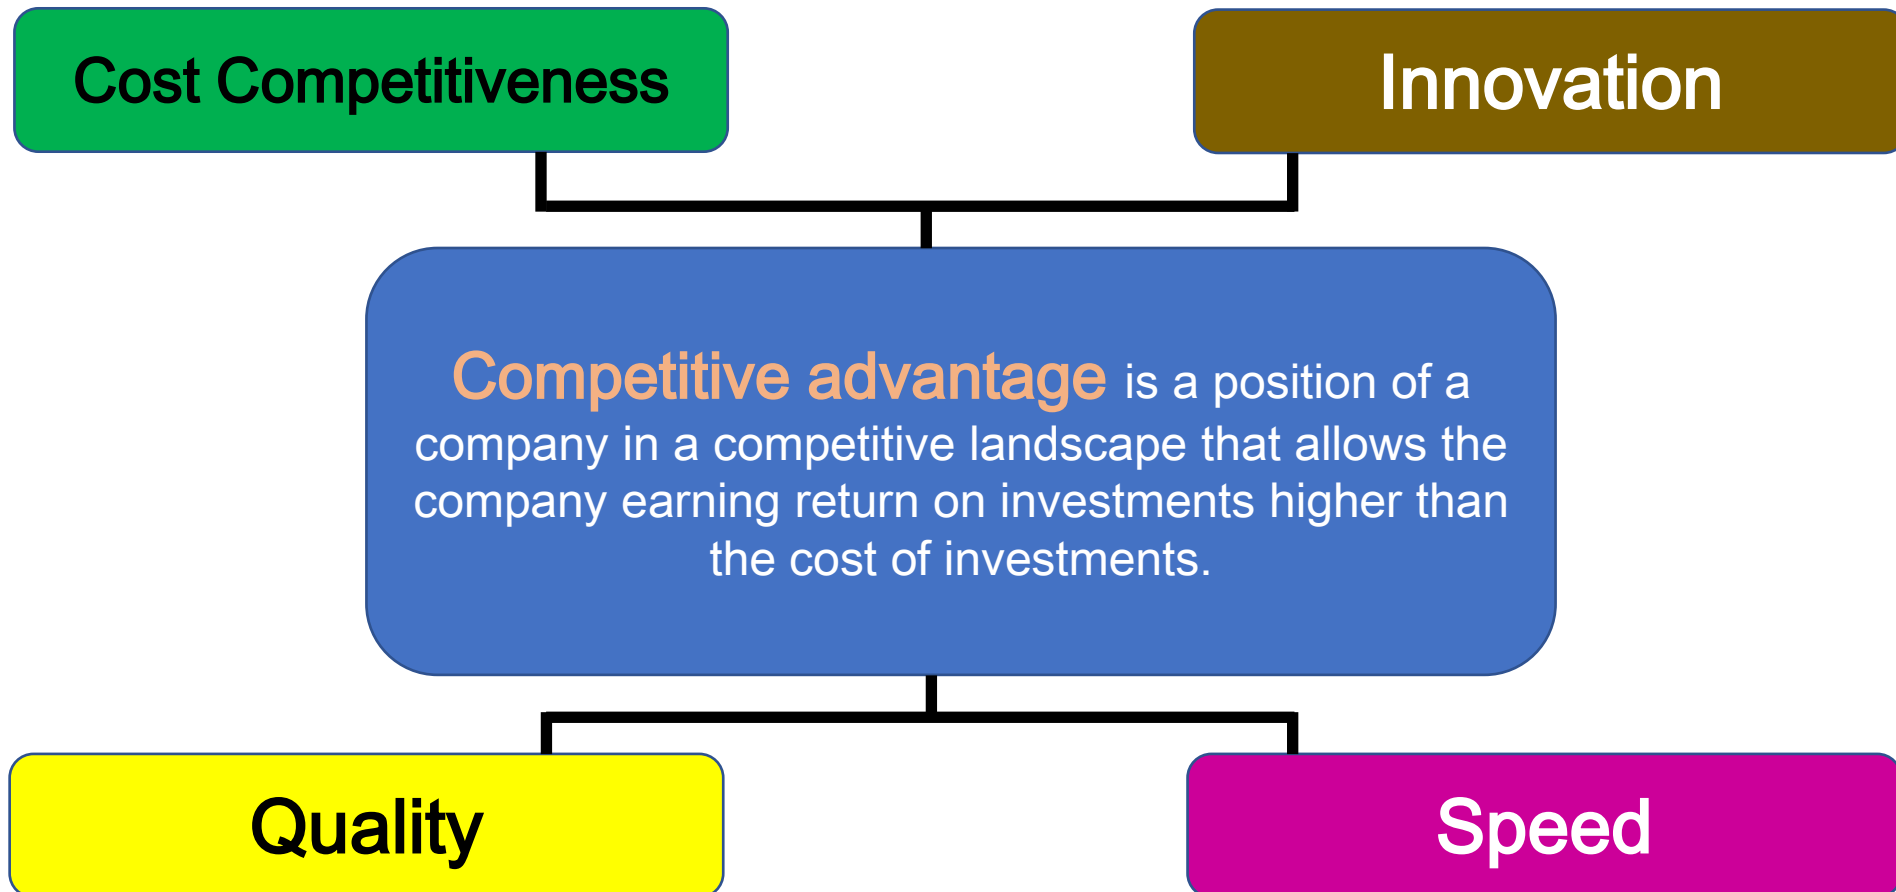 Cost Competitiveness
Innovation
Competitive advantage is a position of a
company in a competitive landscape that allows the
company earning return on investments higher than
the cost of investments.
Quality
Speed